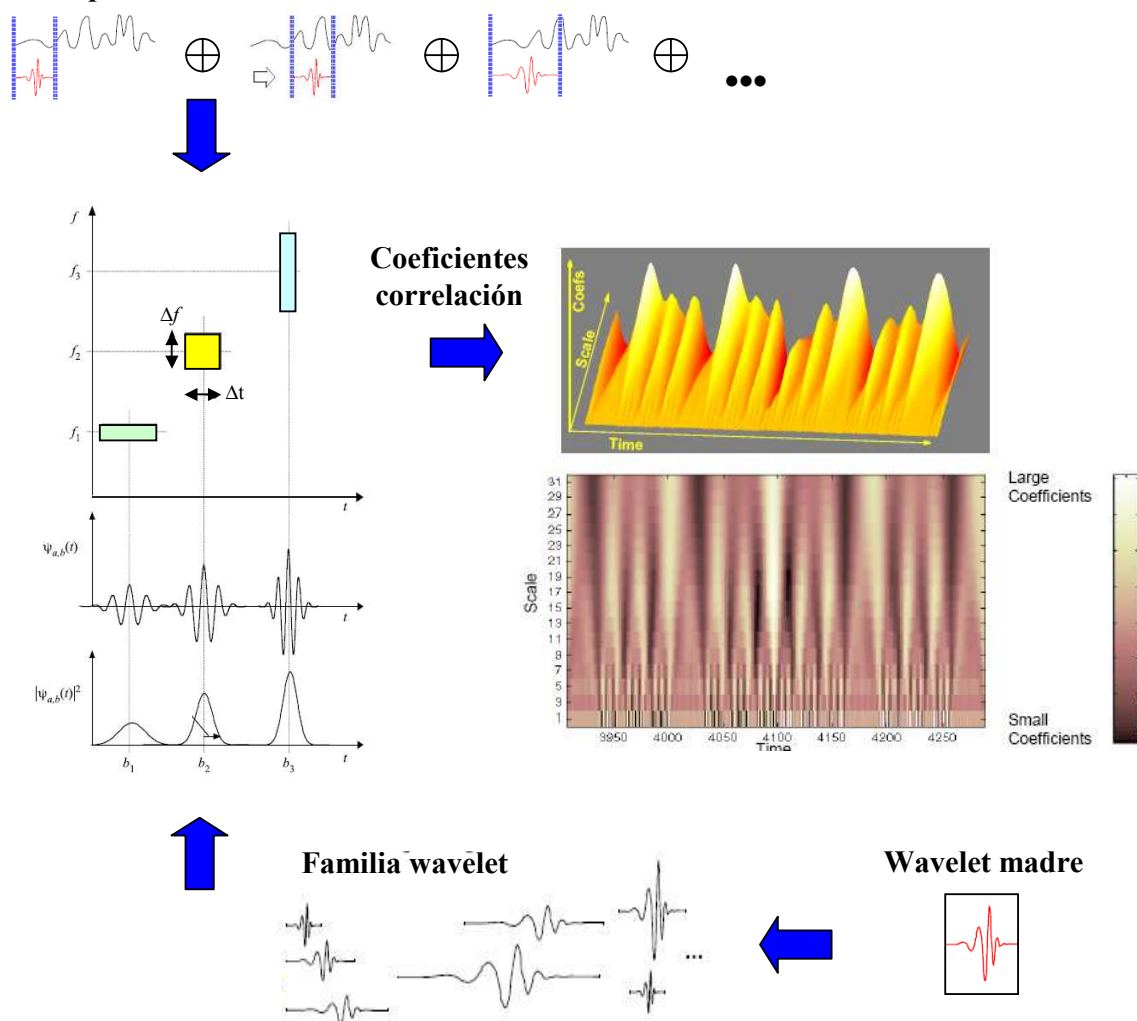 •••
f
f3
Δf
f2
Δt
f1
t
Ψa,b(t)
t
|Ψa,b(t)|2
t
b1
b2
b3
Coeficientes
correlación
Coefs
Scale
Time
31
29
27
25
23
21
19
17
15
13
11
9
7
5
9
1
Scale
3950
4000
4050
4100
4150
4200
4250
Time
Large
Coefficients
Small
Coefficients
Familia wavelet
Wavelet madre
...